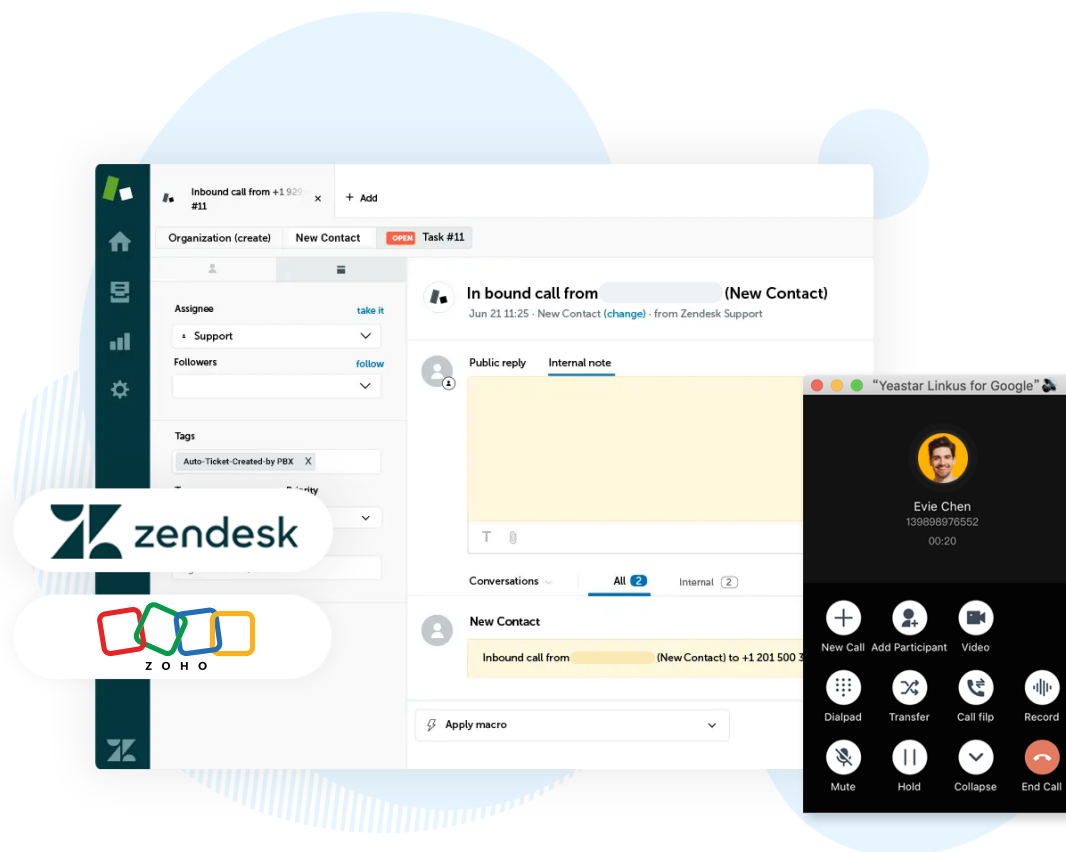 Inbound call from +1 929
#11
+ Add
Organization (create)
New Contact
OPEN Task #11
Assignee
take it
Support
Followers
follow
Tags
Auto-Ticket-Created-by PBX X
zendesk
ZOHO
In bound call from (New Contact)
Jun 21 11:25 · New Contact (change) · from Zendesk Support
Public reply
Internal note
T
Conversations
All 2
Internal 2
New Contact
Inbound call from (New Contact) to +1 201 500 3
Apply macro
“Yeastar Linkus for Google”
Evie Chen
139898976552
00:20
New Call
Add Participant
Video
Dialpad
Transfer
Call filp
Record
Mute
Hold
Collapse
End Call